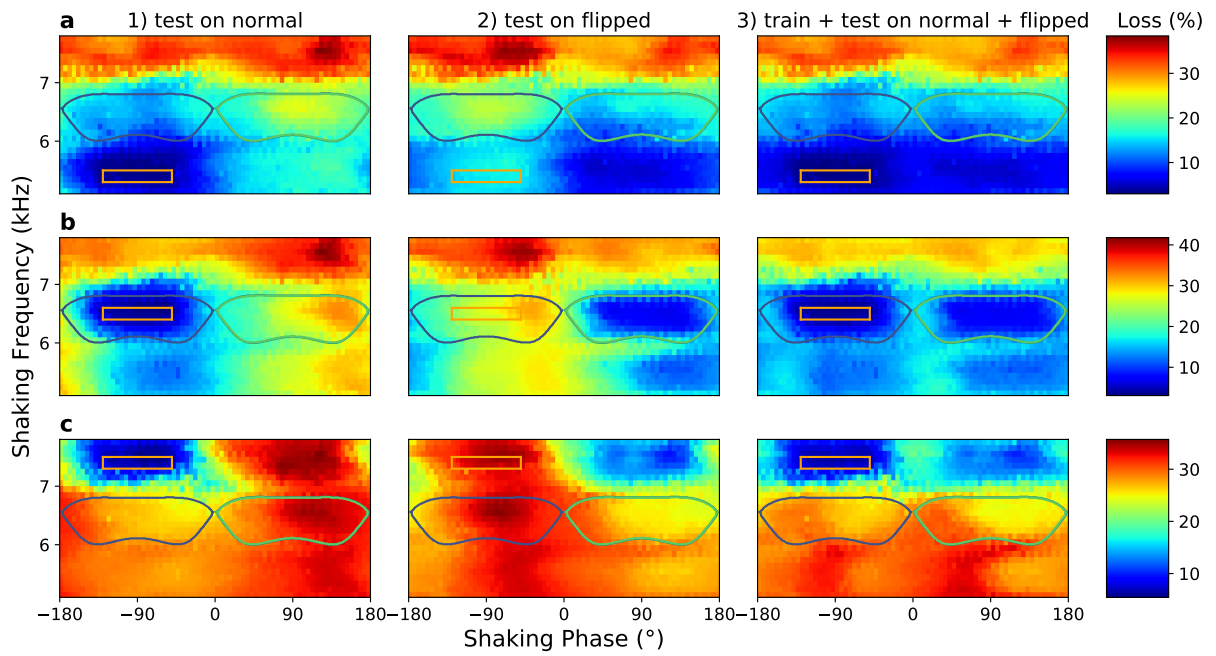 a
1) test on normal
2) test on flipped
3) train + test on normal + flipped
Loss (%)
7
6
30
20
10
b
7
6
40
30
20
10
c
7
6
30
20
10
Shaking Frequency (kHz)
−180 −90 0 90 180
−180 −90 0 90 180
−180 −90 0 90 180
Shaking Phase (°)